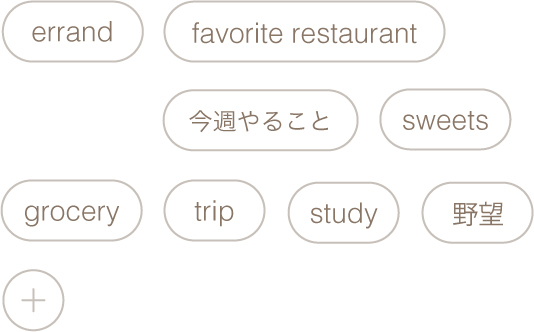 errand
favorite restaurant
今週やること
sweets
grocery
trip
study
野望
+